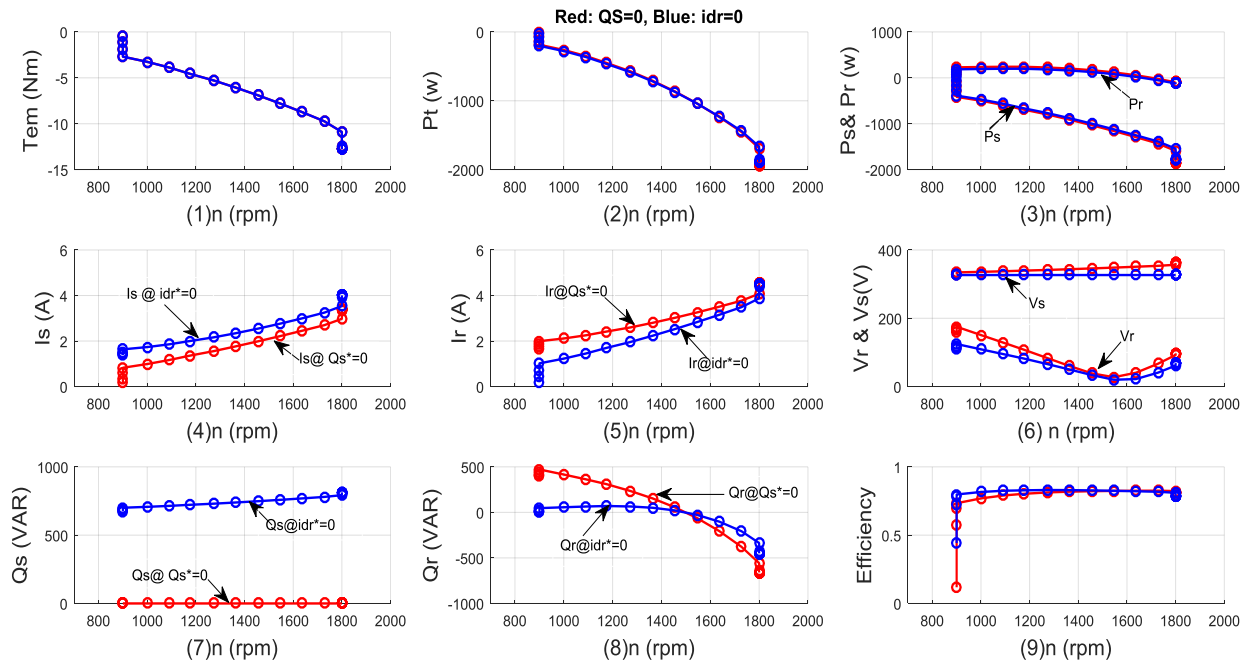 Red: QS=0, Blue: idr=0
0
-5
-10
-15
Tem (Nm)
800 1000 1200 1400 1600 1800 2000
(1)n (rpm)
0
-1000
-2000
Pt (w)
800 1000 1200 1400 1600 1800 2000
(2)n (rpm)
1000
0
-1000
-2000
Ps& Pr (w)
Pr
Ps
800 1000 1200 1400 1600 1800 2000
(3)n (rpm)
6
4
2
0
Is (A)
Is @ idr*=0
Is@ Qs*=0
800 1000 1200 1400 1600 1800 2000
(4)n (rpm)
6
4
2
0
Ir (A)
Ir@Qs*=0
Ir@idr*=0
800 1000 1200 1400 1600 1800 2000
(5)n (rpm)
400
200
0
Vr & Vs(V)
Vs
Vr
800 1000 1200 1400 1600 1800 2000
(6) n (rpm)
1000
500
0
Qs (VAR)
Qs@idr*=0
Qs@ Qs*=0
800 1000 1200 1400 1600 1800 2000
(7)n (rpm)
500
0
-500
-1000
Qr (VAR)
Qr@Qs*=0
Qr@idr*=0
800 1000 1200 1400 1600 1800 2000
(8)n (rpm)
1
0.5
0
Efficiency
800 1000 1200 1400 1600 1800 2000
(9)n (rpm)